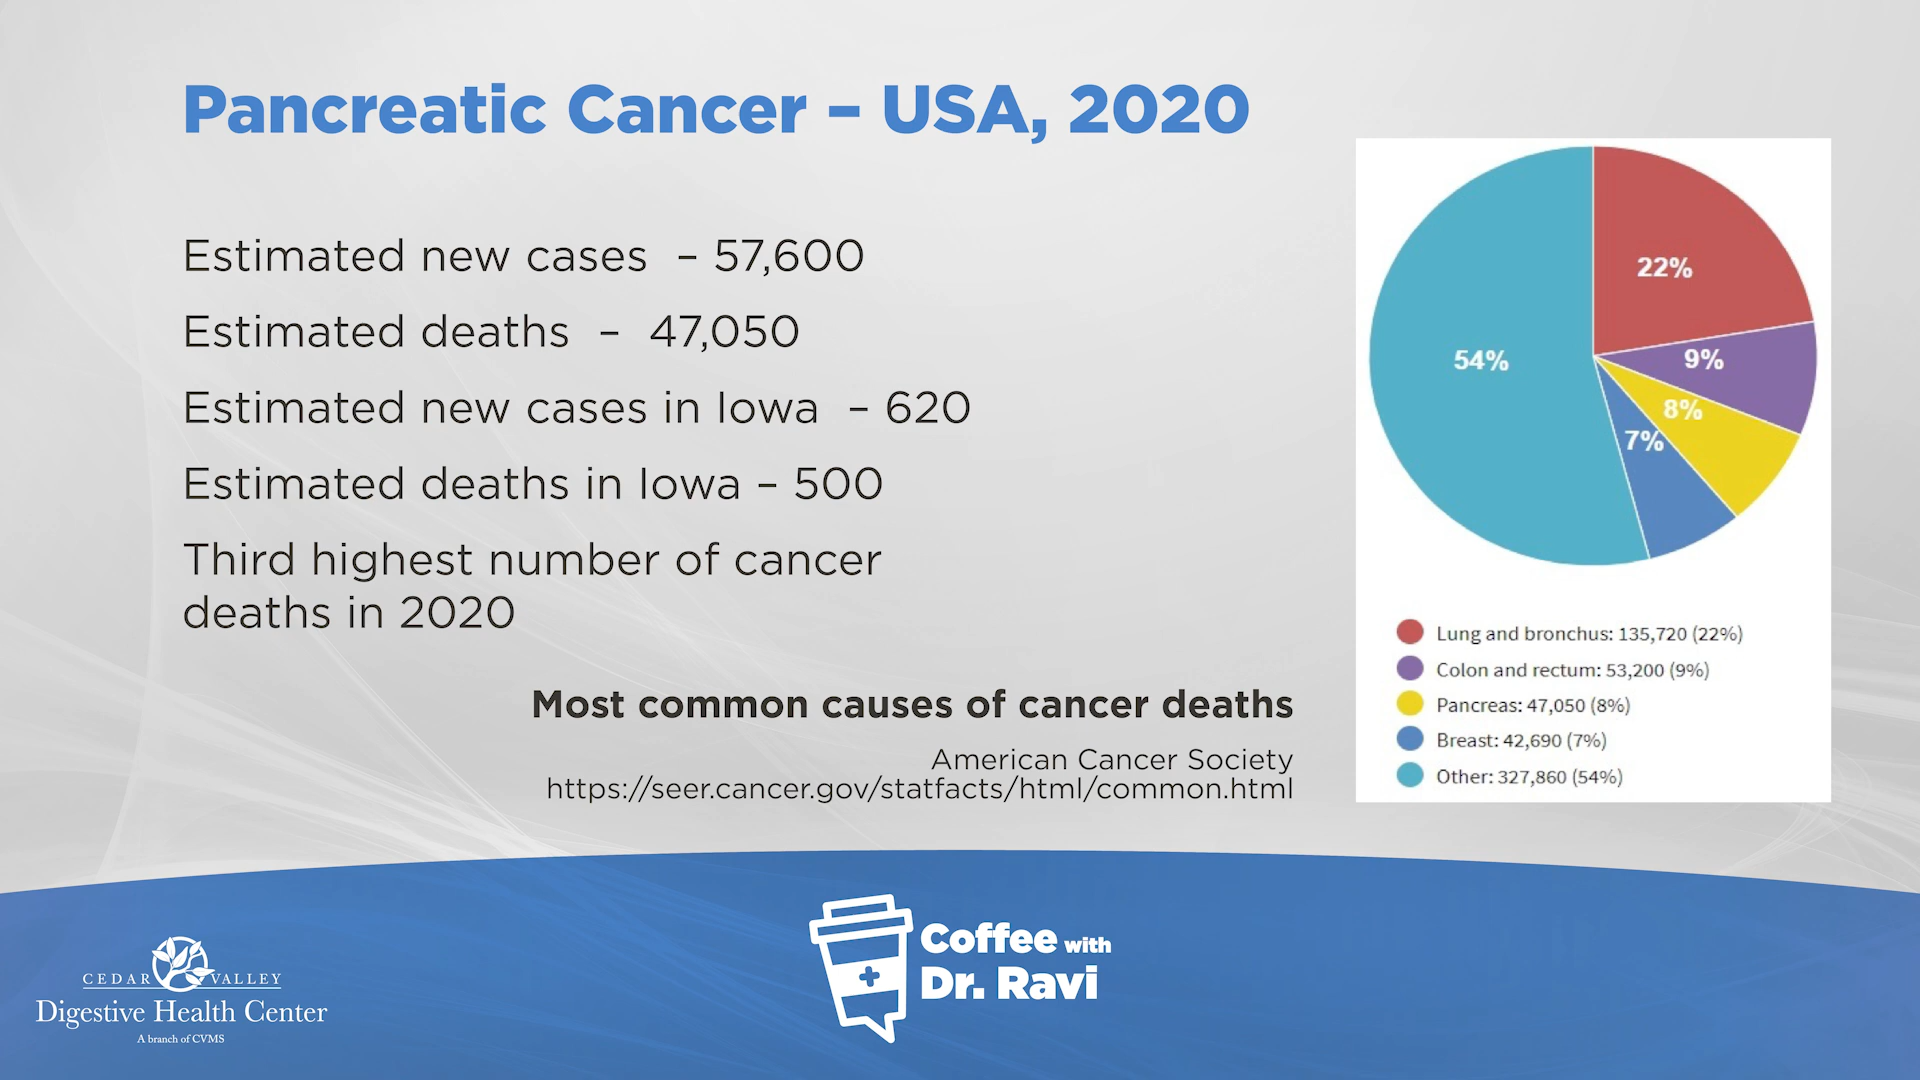 Pancreatic Cancer – USA, 2020
Estimated new cases – 57,600
Estimated deaths – 47,050
Estimated new cases in Iowa – 620
Estimated deaths in Iowa – 500
Third highest number of cancer
deaths in 2020
Most common causes of cancer deaths
American Cancer Society
https://seer.cancer.gov/statfacts/html/common.html
22%
9%
8%
7%
54%
Lung and bronchus: 135,720 (22%)
Colon and rectum: 53,200 (9%)
Pancreas: 47,050 (8%)
Breast: 42,690 (7%)
Other: 327,860 (54%)
CEDAR VALLEY
Digestive Health Center
A branch of CVMS
Coffee with
Dr. Ravi